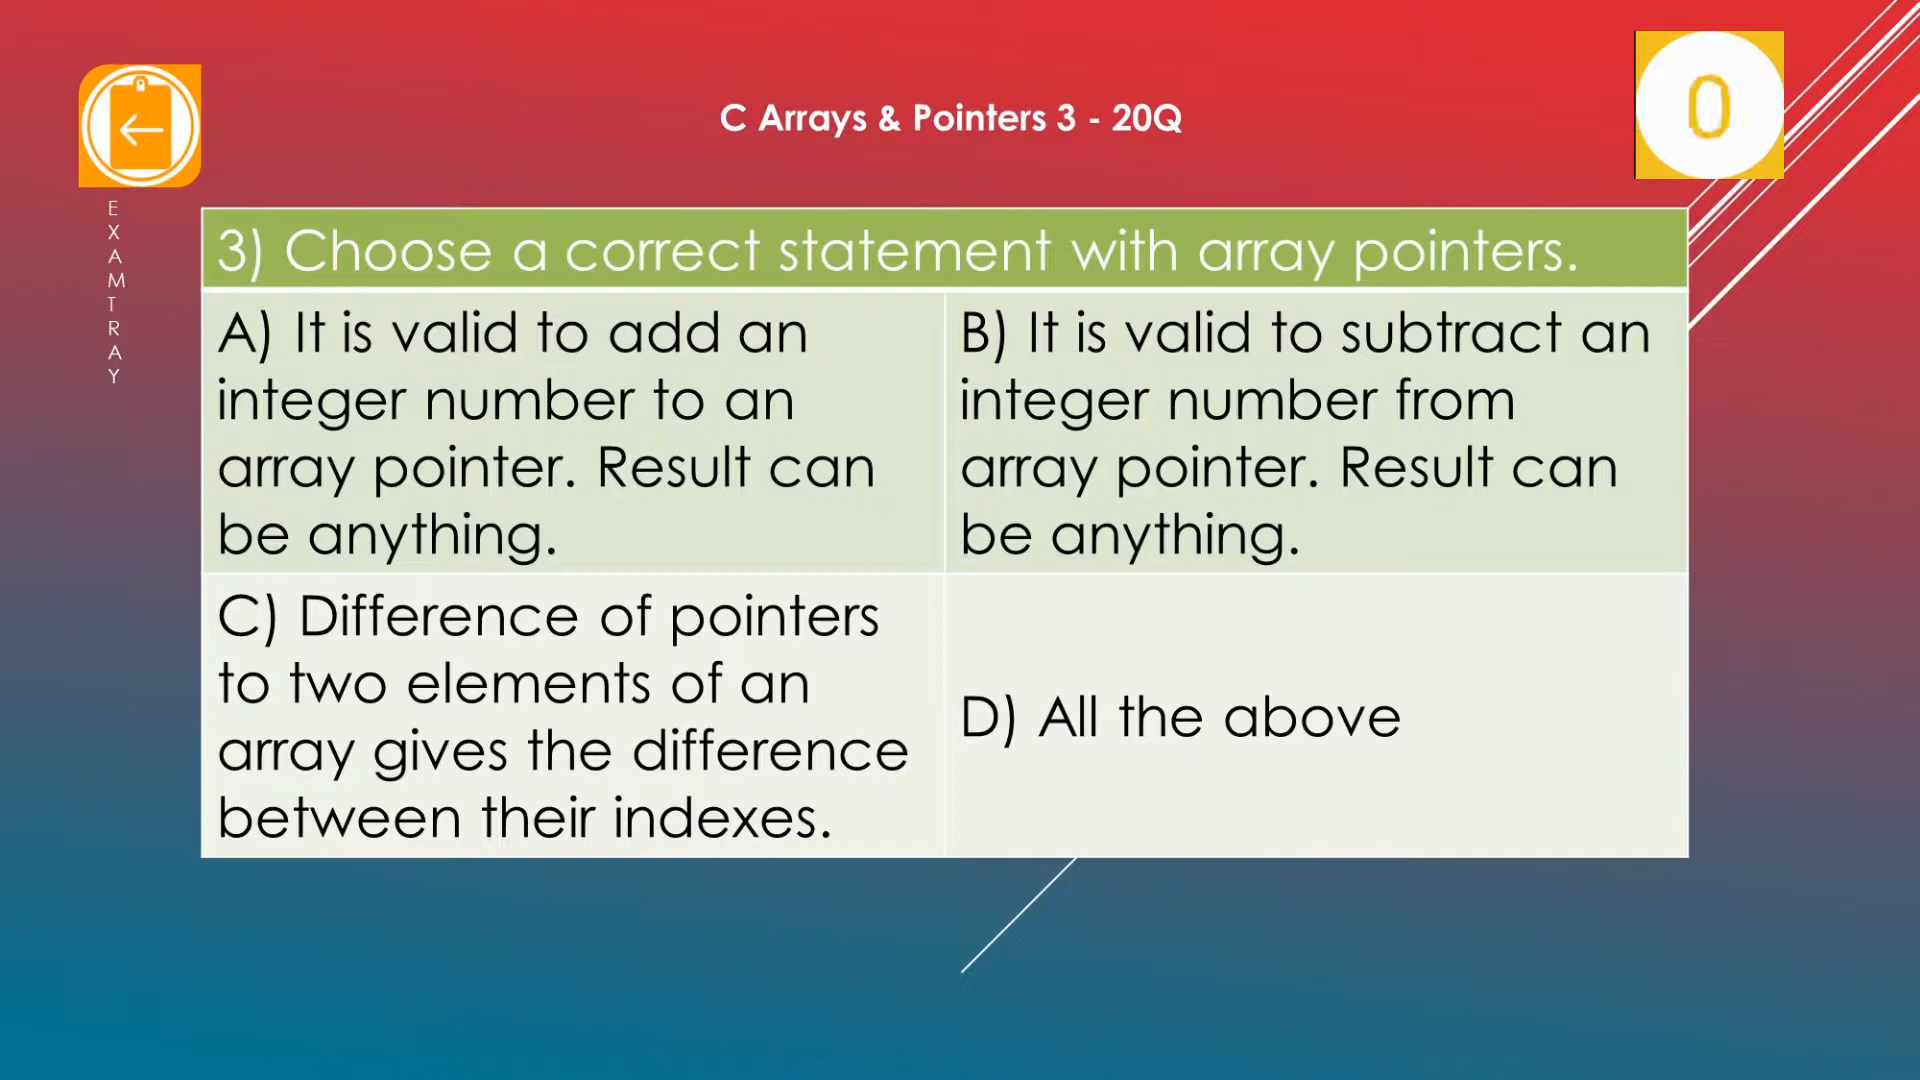 C Arrays & Pointers 3 - 20Q
0
E
X
A
M
T
R
A
Y
3) Choose a correct statement with array pointers.
A) It is valid to add an
integer number to an
array pointer. Result can
be anything.
B) It is valid to subtract an
integer number from
array pointer. Result can
be anything.
C) Difference of pointers
to two elements of an
array gives the difference
between their indexes.
D) All the above